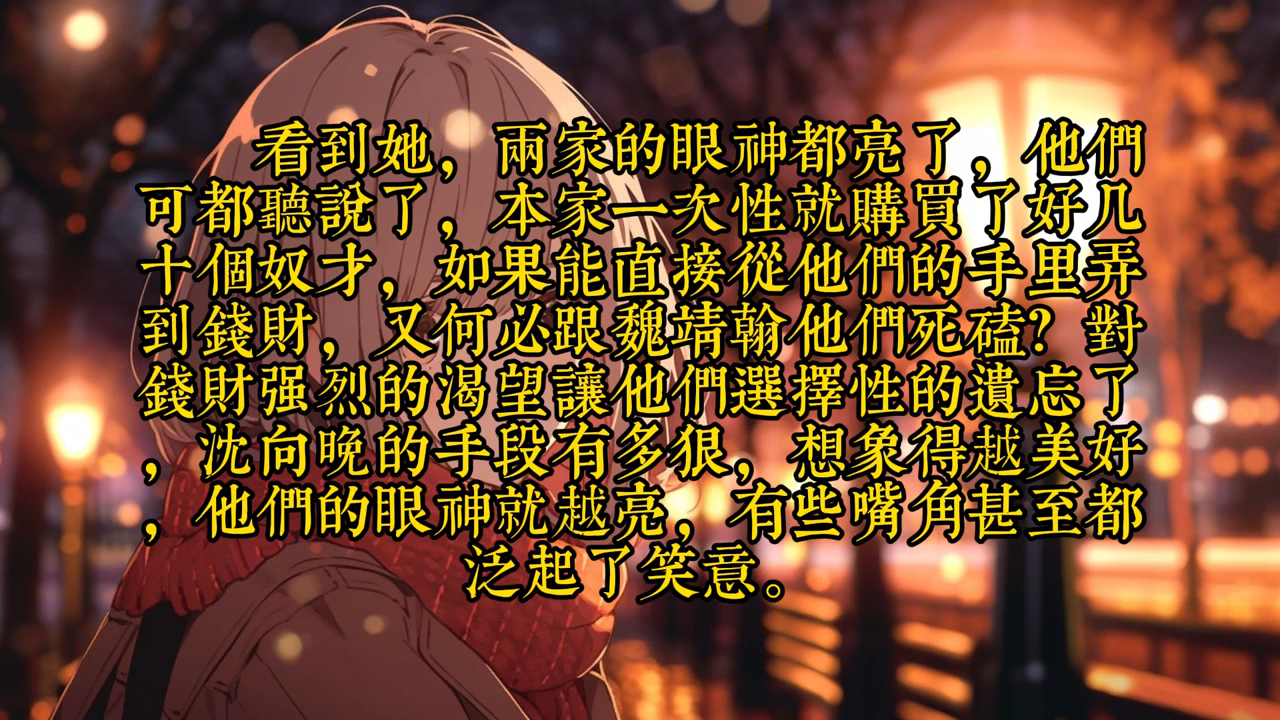 看到她，兩家的眼神都亮了，他們
可都聽說了，本家一次性就購買了好几
十個奴才，如果能直接從他們的手里弄
到錢財，又何必跟魏靖翰他們死磕？對
錢財强烈的渴望讓他們選擇性的遺忘了
，沈向晚的手段有多狠，想象得越美好
，他們的眼神就越亮，有些嘴角甚至都
泛起了笑意。